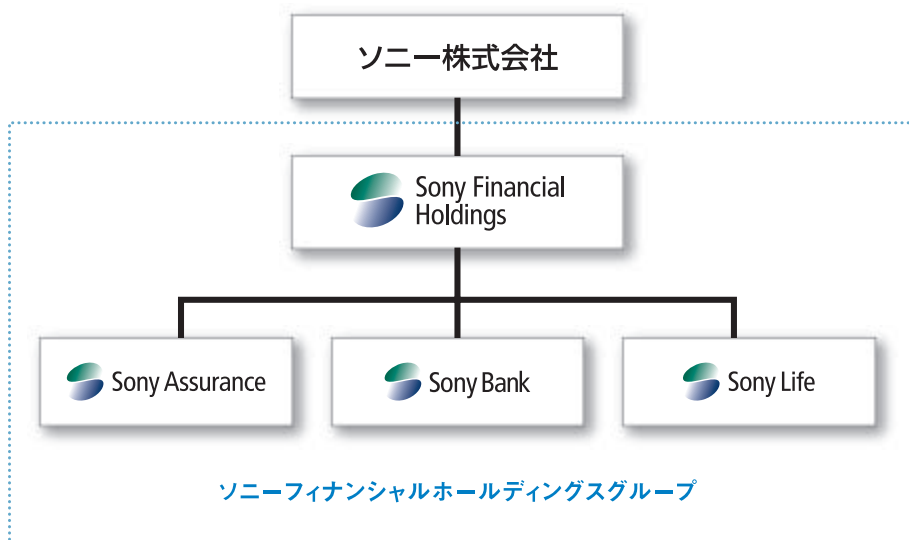 ソニー株式会社
Sony Financial
Holdings
Sony Assurance
Sony Bank
Sony Life
ソニーフィナンシャルホールディングスグループ